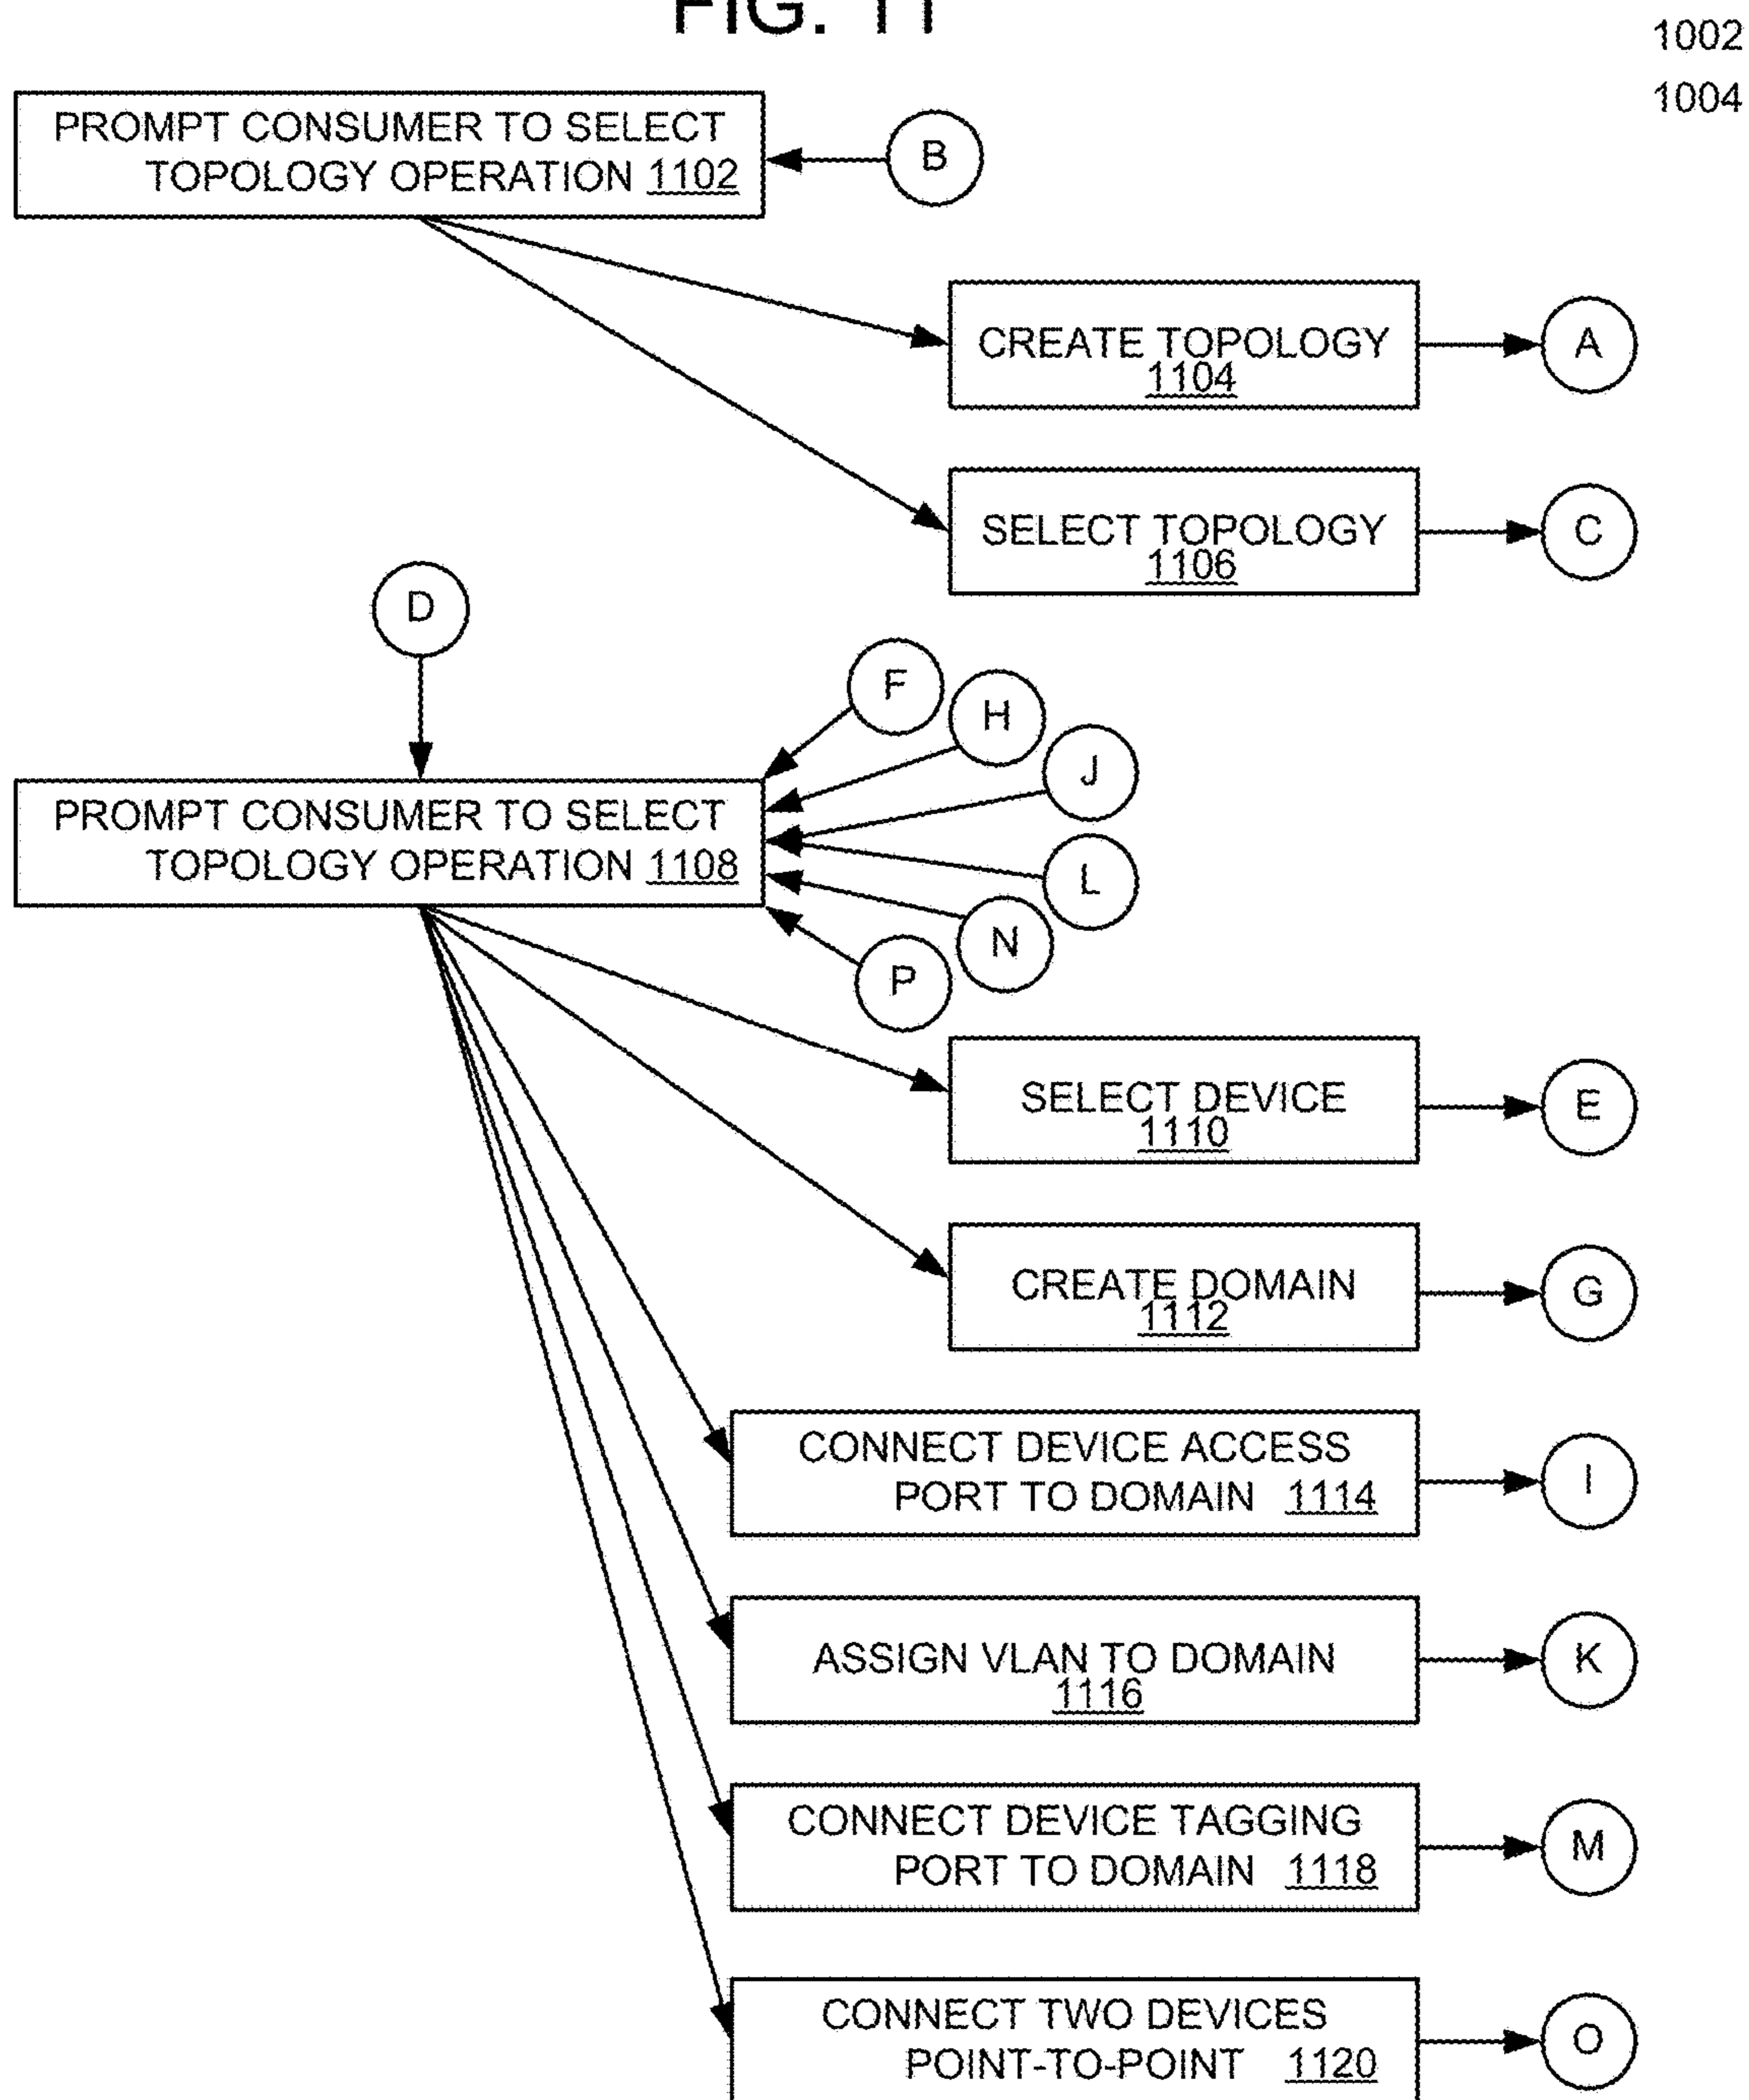 FIG. 11
1002
1004
PROMPT CONSUMER TO SELECT
TOPOLOGY OPERATION 1102
B
CREATE TOPOLOGY
1104
A
SELECT TOPOLOGY
1106
C
D
F
H
J
PROMPT CONSUMER TO SELECT
TOPOLOGY OPERATION 1108
L
N
P
SELECT DEVICE
1110
E
CREATE DOMAIN
1112
G
CONNECT DEVICE ACCESS
PORT TO DOMAIN 1114
I
ASSIGN VLAN TO DOMAIN
1116
K
CONNECT DEVICE TAGGING
PORT TO DOMAIN 1118
M
CONNECT TWO DEVICES
POINT-TO-POINT 1120
O